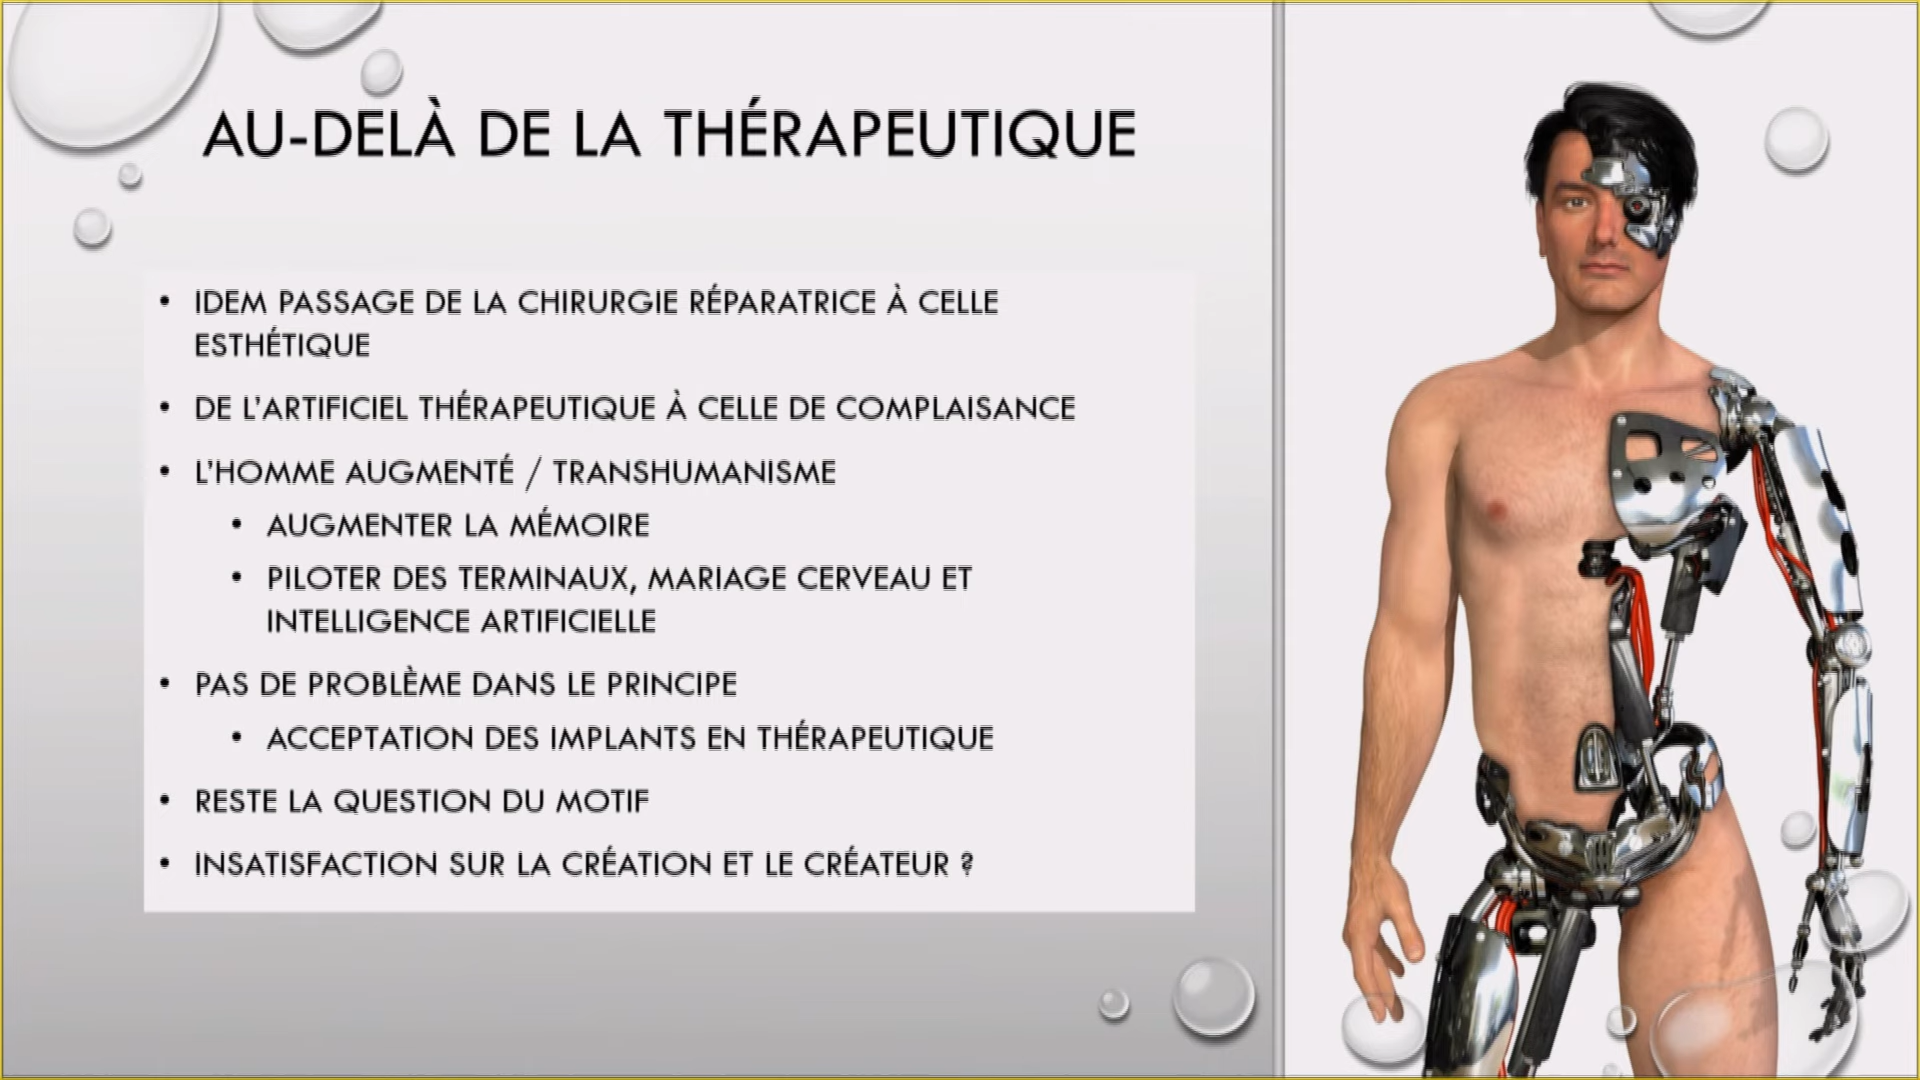 AU-DELÀ DE LA THÉRAPEUTIQUE
• IDEM PASSAGE DE LA CHIRURGIE RÉPARATRICE À CELLE
ESTHÉTIQUE
• DE L'ARTIFICIEL THÉRAPEUTIQUE À CELLE DE COMPLAISANCE
• L'HOMME AUGMENTÉ / TRANSHUMANISME
• AUGMENTER LA MÉMOIRE
• PILOTER DES TERMINAUX, MARIAGE CERVEAU ET
INTELLIGENCE ARTIFICIELLE
• PAS DE PROBLÈME DANS LE PRINCIPE
• ACCEPTATION DES IMPLANTS EN THÉRAPEUTIQUE
• RESTE LA QUESTION DU MOTIF
• INSATISFACTION SUR LA CRÉATION ET LE CRÉATEUR ?